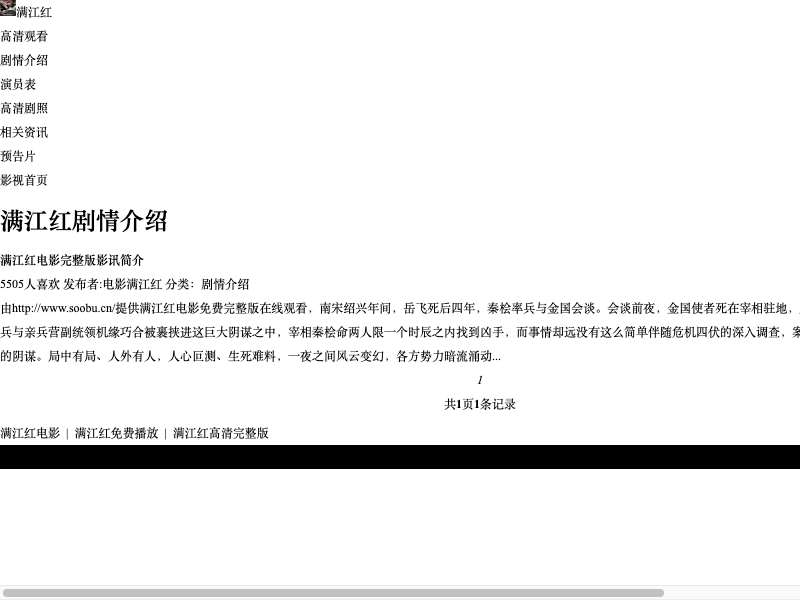 满江红
高清观看
剧情介绍
演员表
高清剧照
相关资讯
预告片
影视首页
满江红剧情介绍
满江红电影完整版影讯简介
5505人喜欢 发布者:电影满江红 分类：剧情介绍
由http://www.soobu.cn/提供满江红电影免费完整版在线观看，南宋绍兴年间，岳飞死后四年，秦桧率兵与金国会谈。会谈前夜，金国使者死在宰相驻地，
兵与亲兵营副统领机缘巧合被裹挟进这巨大阴谋之中，宰相秦桧命两人限一个时辰之内找到凶手，而事情却远没有这么简单伴随危机四伏的深入调查，案
的阴谋。局中有局、人外有人，人心叵测、生死难料，一夜之间风云变幻，各方势力暗流涌动...
1
共1页1条记录
满江红电影 | 满江红免费播放 | 满江红高清完整版